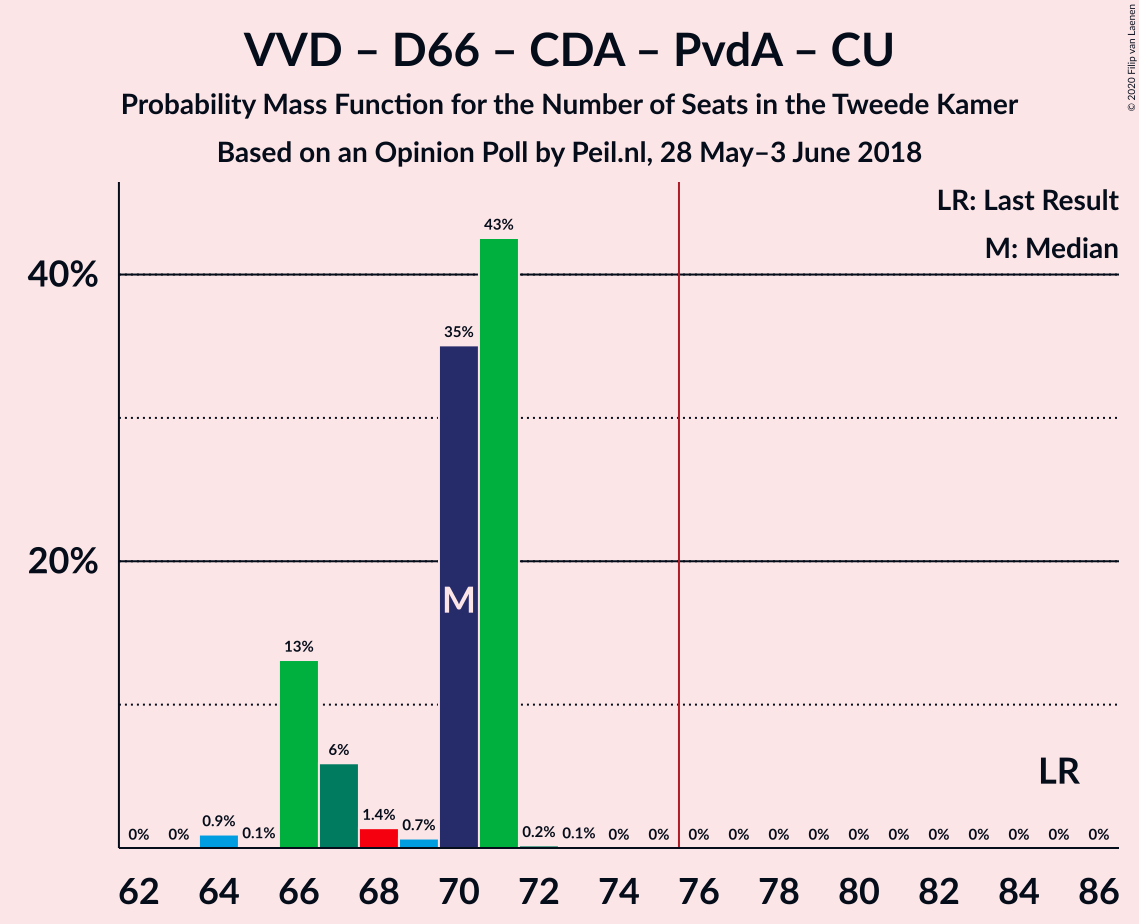 VVD – D66 – CDA – PvdA – CU
Probability Mass Function for the Number of Seats in the Tweede Kamer
Based on an Opinion Poll by Peil.nl, 28 May–3 June 2018
© 2020 Filip van Laenen
LR: Last Result
M: Median
43%
40%
35%
20%
M
13%
6%
LR
0% 0% 0.9% 0.1% 1.4% 0.7% 0.2% 0.1% 0% 0% 0% 0% 0% 0% 0% 0% 0% 0% 0% 0% 0%
62 64 66 68 70 72 74 76 78 80 82 84 86